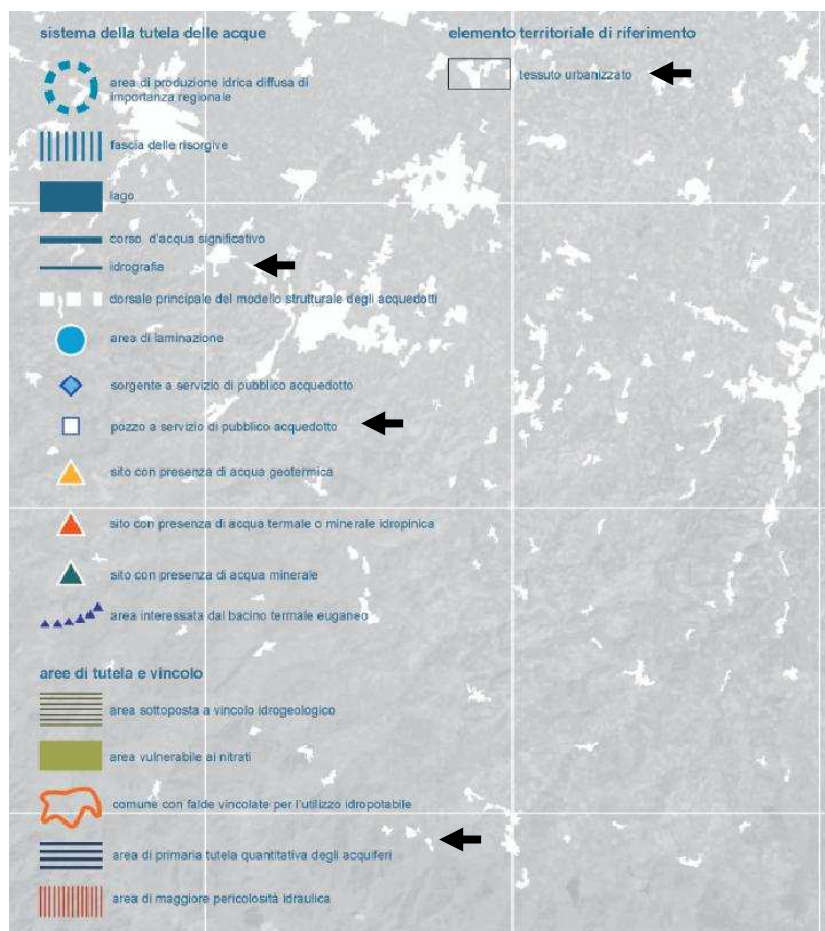 sistema della tutela delle acque
area di produzione idrica diffusa di
importanza regionale
fascia delle risorgive
lago
corso d'acqua significativo
idrografia
dorsale principale del modello strutturale degli acquedotti
area di laminazione
sorgente a servizio di pubblico acquedotto
pozzo a servizio di pubblico acquedotto
sito con presenza di acqua geotermica
sito con presenza di acqua termale o minerale idropinica
sito con presenza di acqua minerale
area interessata dal bacino termale euganeo
aree di tutela e vincolo
area sottoposta a vincolo idrogeologico
area vulnerabile ai nitrati
comune con falde vincolate per l'utilizzo idropotabile
area di primaria tutela quantitativa degli acquiferi
area di maggiore pericolosità idraulica
elemento territoriale di riferimento
tessuto urbanizzato